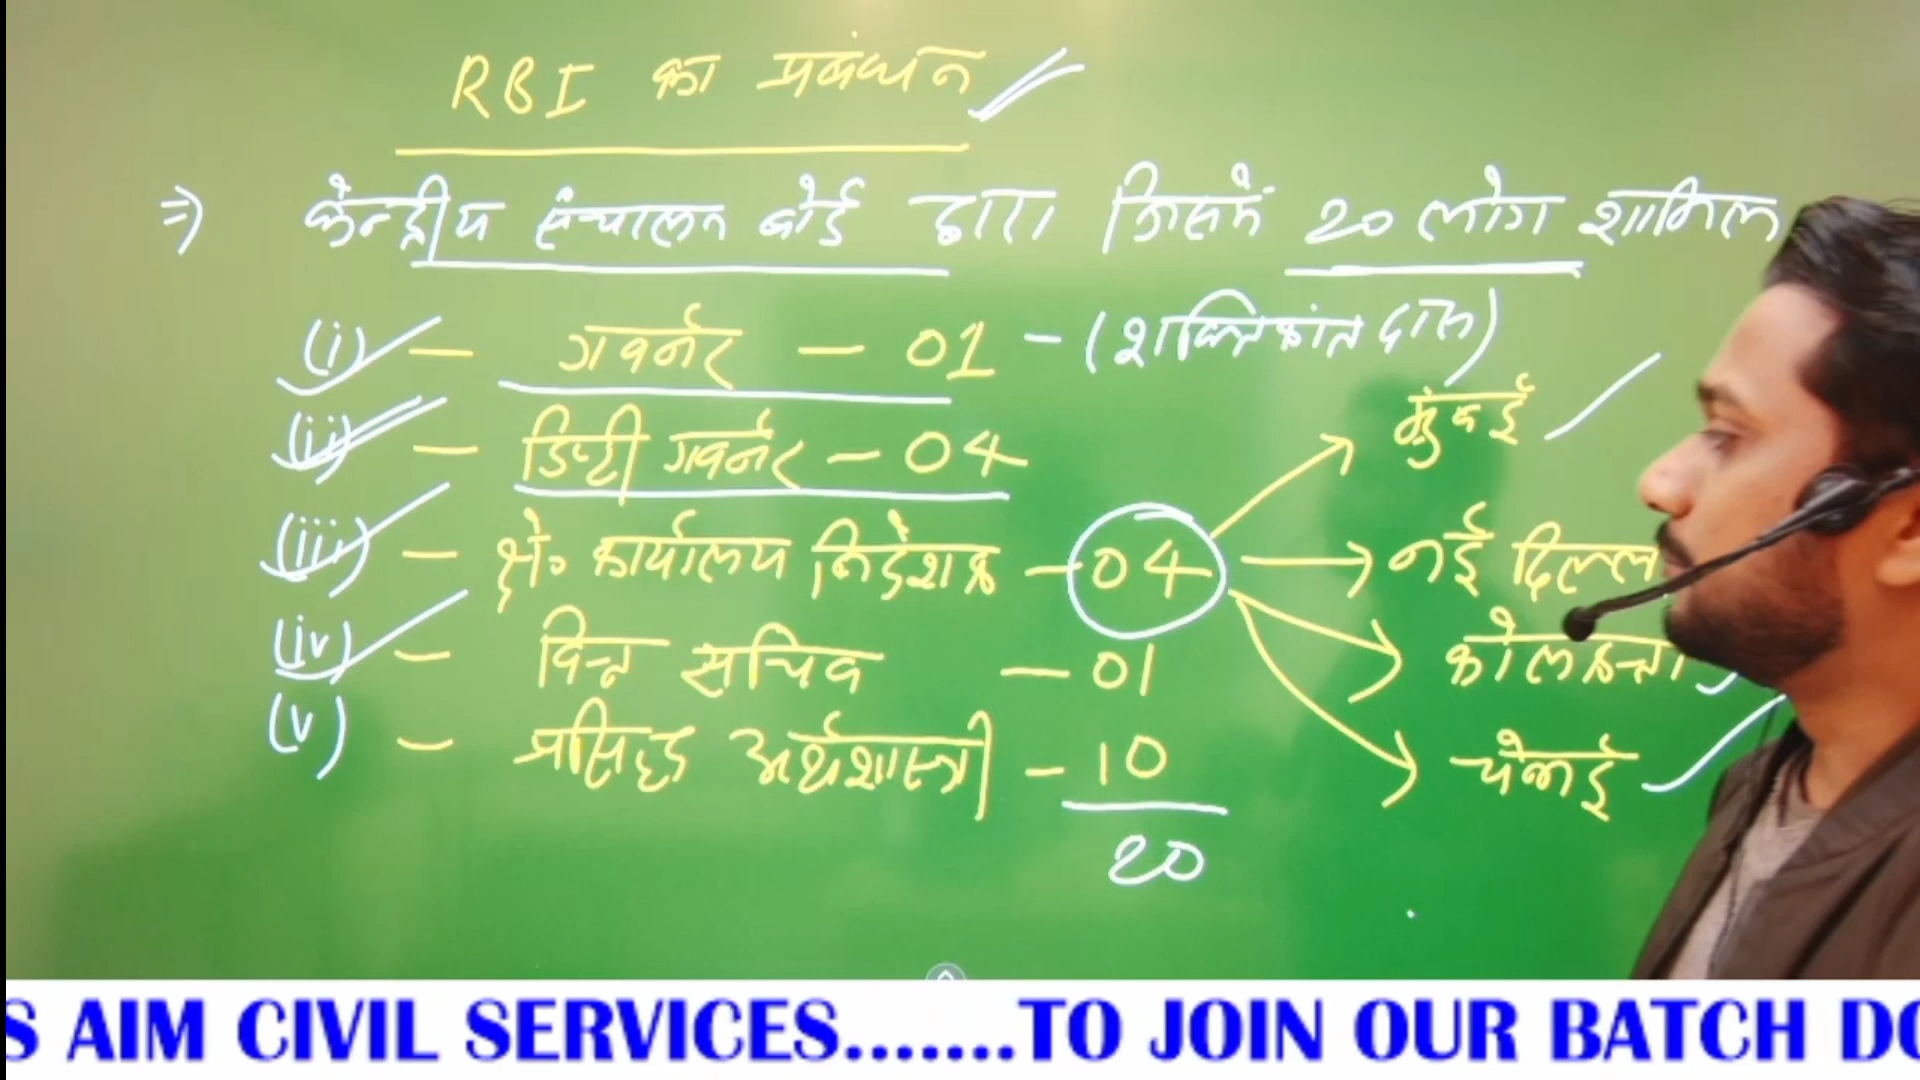 RBI का प्रबंधन
⇒ केन्द्रीय संचालन बोर्ड द्वारा जिसमें 20 लोग शामिल
(i) — गवर्नर — 01 — (शक्तिकांत दास)
(ii) — डिप्टी गवर्नर — 04
(iii) — क्षे० कार्यालय निदेशक — 04
मुंबई
नई दिल्ल
कोलकत्ता
चेन्नई
(iv) — वित्त सचिव — 01
(v) — प्रसिद्ध अर्थशास्त्री — 10
20
S AIM CIVIL SERVICES.......TO JOIN OUR BATCH DO